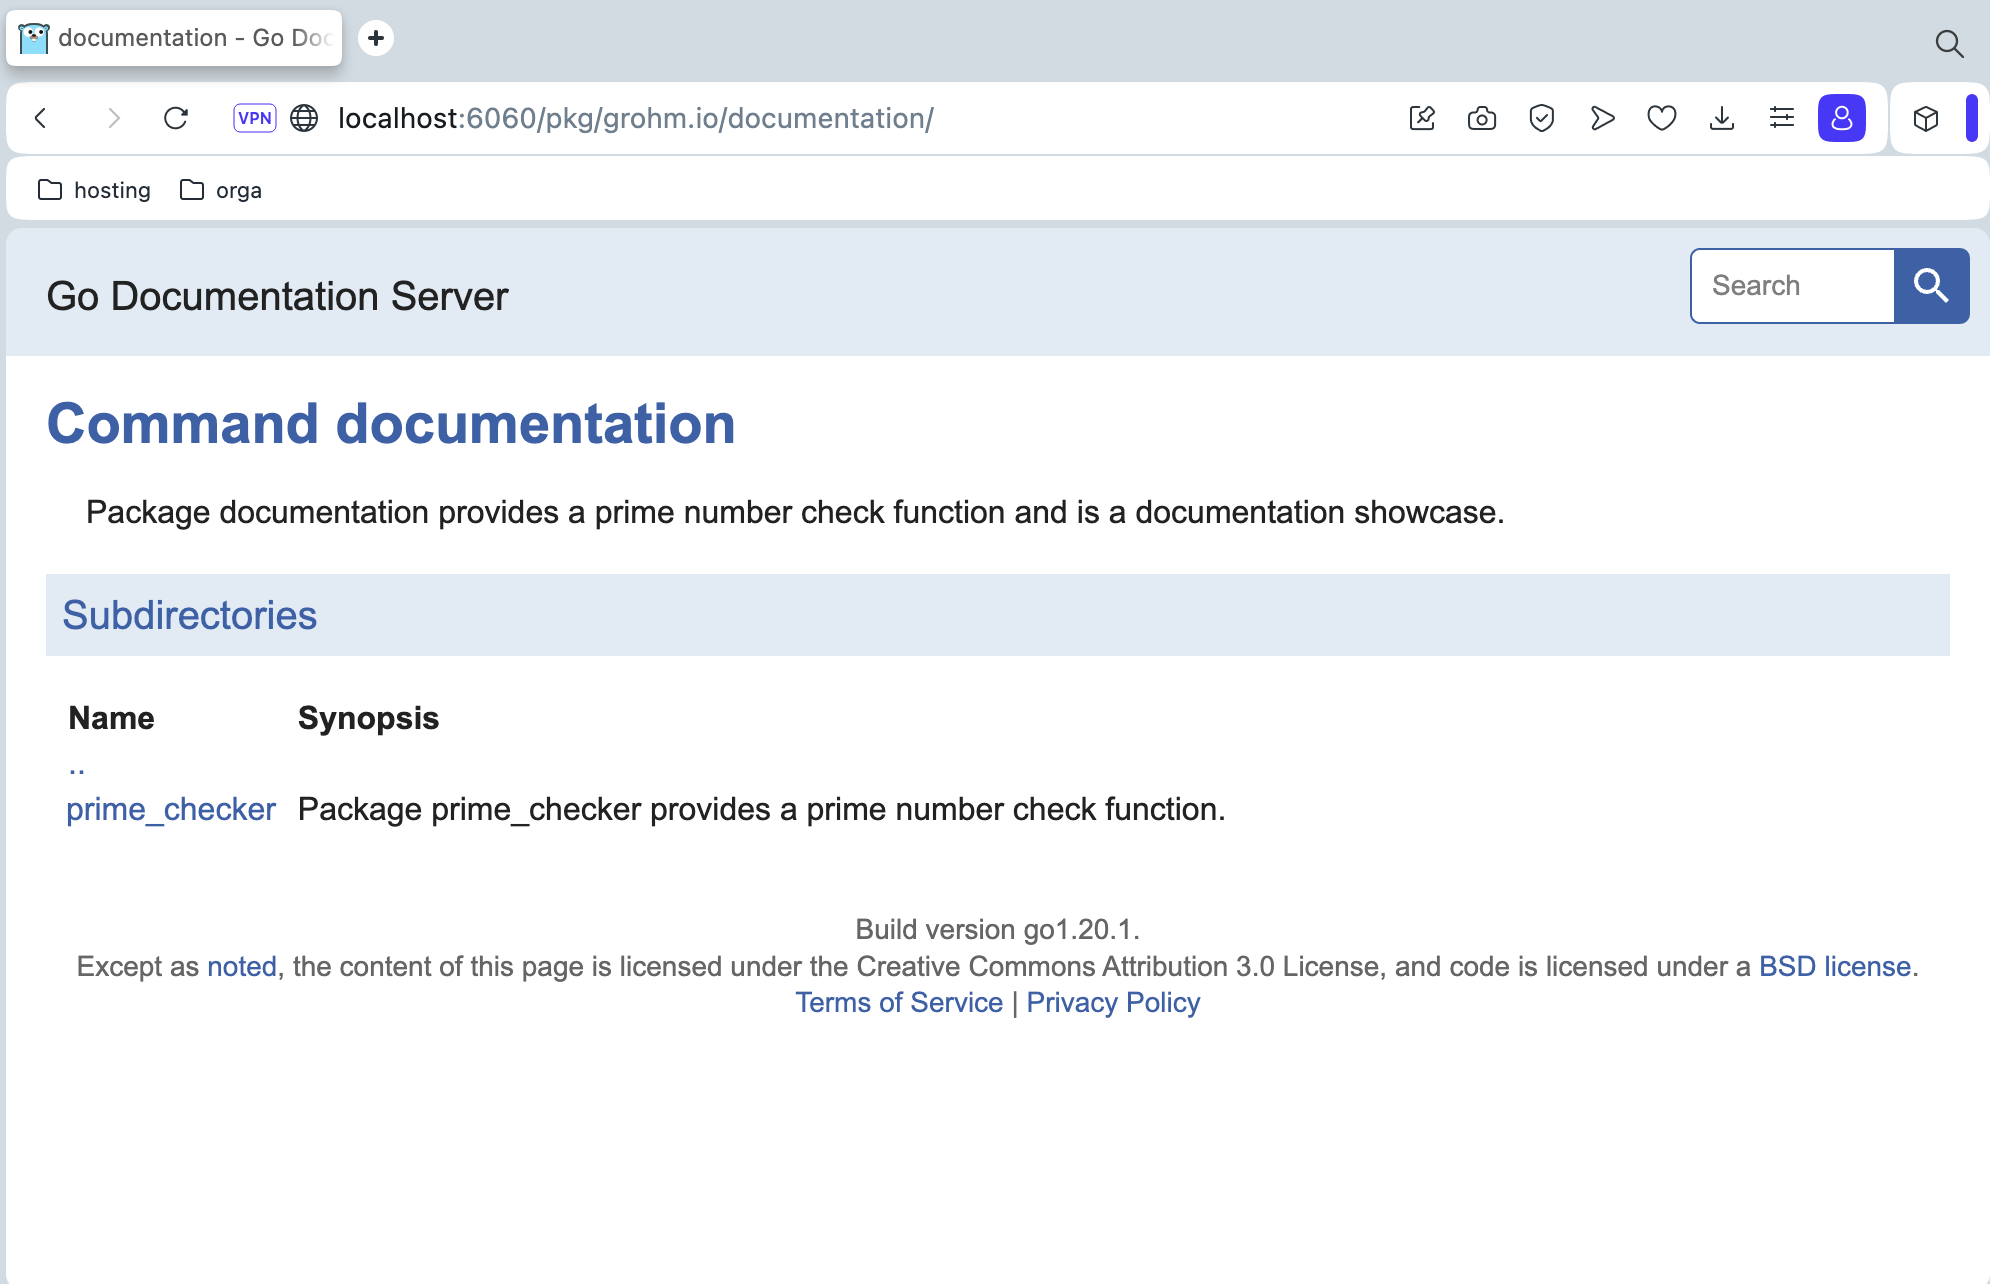 documentation - Go Doc
VPN localhost:6060/pkg/grohm.io/documentation/
hosting orga
Go Documentation Server
Search
Command documentation
Package documentation provides a prime number check function and is a documentation showcase.
Subdirectories
Name Synopsis
..
prime_checker Package prime_checker provides a prime number check function.
Build version go1.20.1.
Except as noted, the content of this page is licensed under the Creative Commons Attribution 3.0 License, and code is licensed under a BSD license.
Terms of Service | Privacy Policy